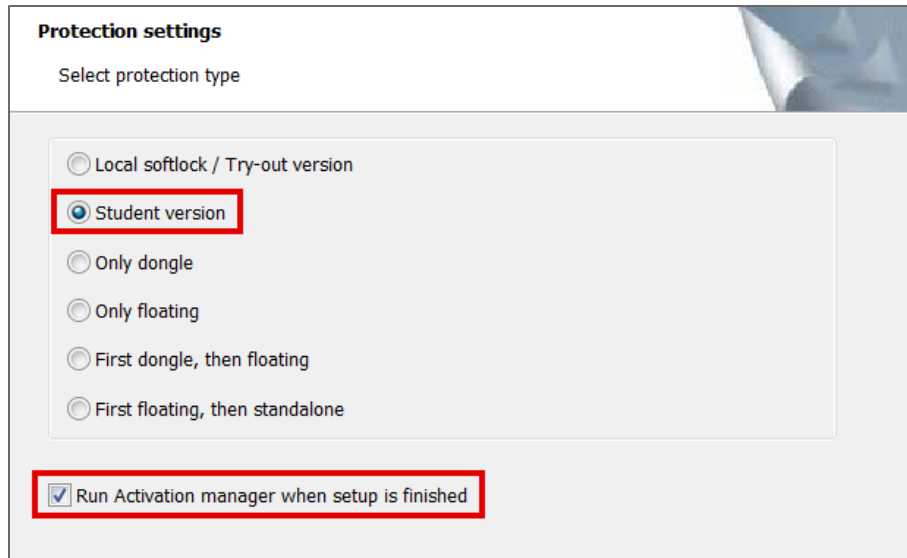 Protection settings
Select protection type
Local softlock / Try-out version
Student version
Only dongle
Only floating
First dongle, then floating
First floating, then standalone
Run Activation manager when setup is finished